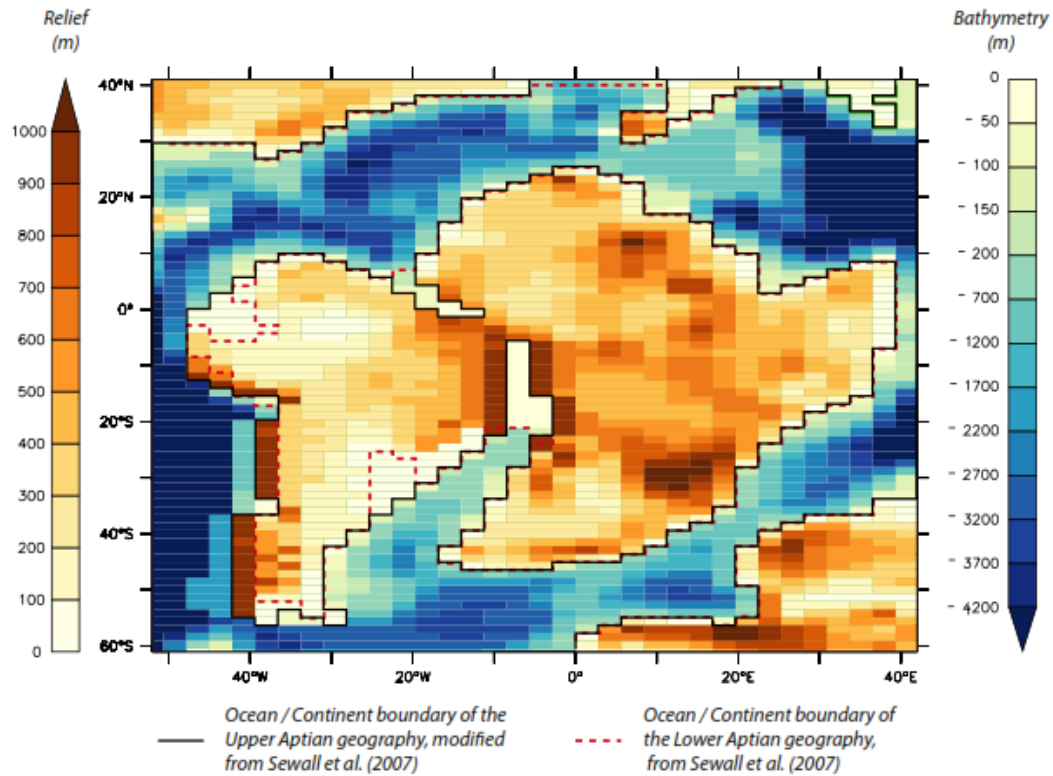 Relief
(m)
Bathymetry
(m)
1000
900
800
700
600
500
400
300
200
100
0
40°N
20°N
0°
20°S
40°S
60°S
40°W
20°W
0°
20°E
40°E
0
- 50
- 100
- 150
- 200
- 700
- 1200
- 1700
- 2200
- 2700
- 3200
- 3700
- 4200
Ocean / Continent boundary of the
Upper Aptian geography, modified
from Sewall et al. (2007)
Ocean / Continent boundary of
the Lower Aptian geography,
from Sewall et al. (2007)